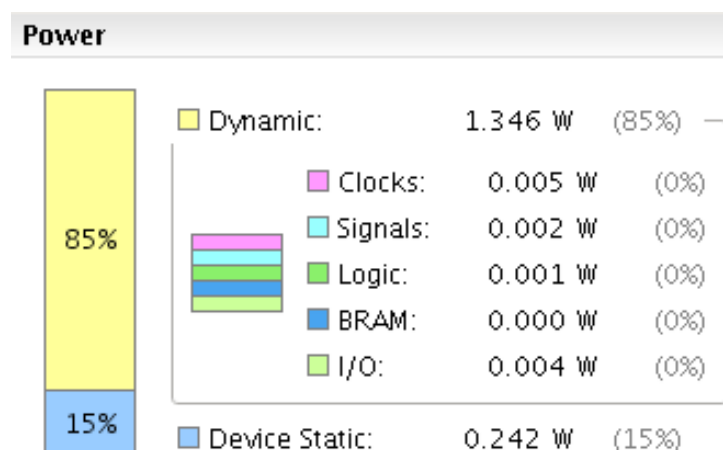 Power
Dynamic: 1.346 W (85%)
Clocks: 0.005 W (0%)
85%
Signals: 0.002 W (0%)
Logic: 0.001 W (0%)
BRAM: 0.000 W (0%)
I/O: 0.004 W (0%)
15%
Device Static: 0.242 W (15%)